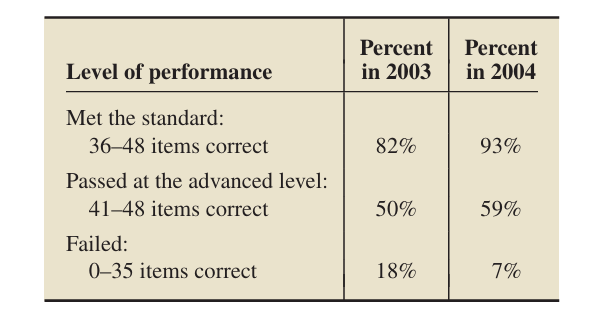 Level of performance Percent in 2003 Percent in 2004
Met the standard:
36–48 items correct 82% 93%
Passed at the advanced level:
41–48 items correct 50% 59%
Failed:
0–35 items correct 18% 7%